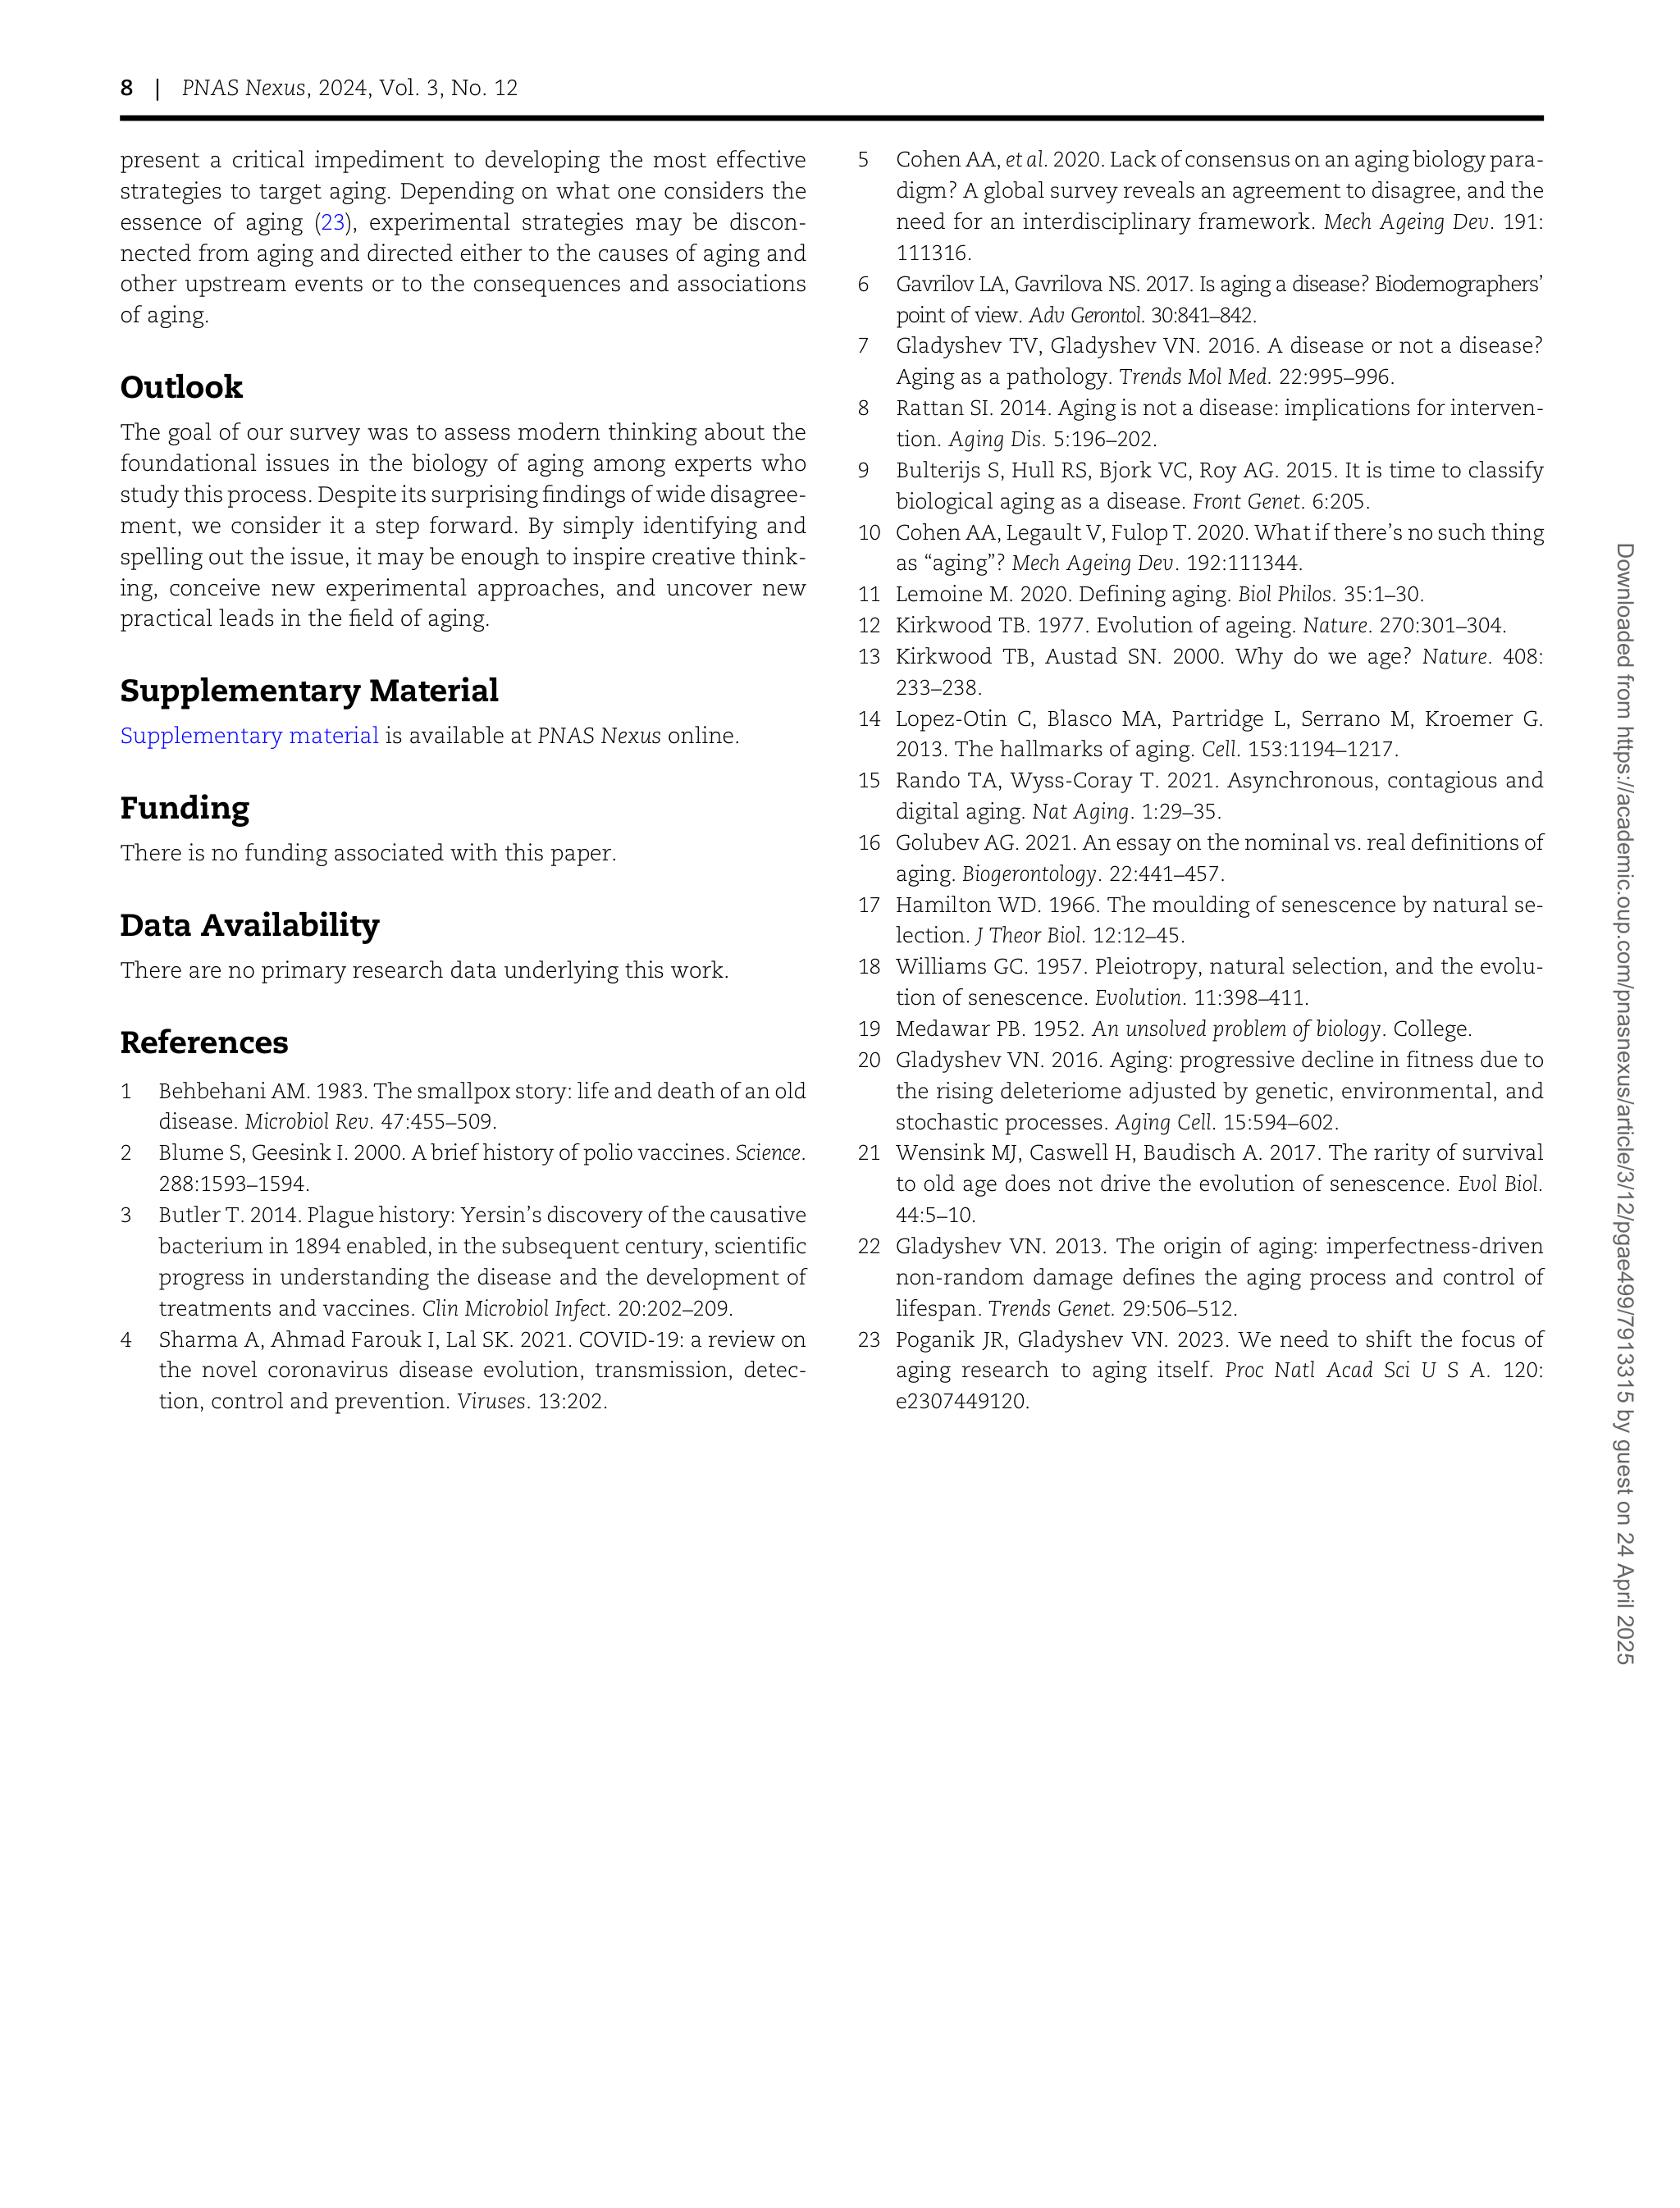 8 | PNAS Nexus, 2024, Vol. 3, No. 12
present a critical impediment to developing the most effective
strategies to target aging. Depending on what one considers the
essence of aging (23), experimental strategies may be discon-
nected from aging and directed either to the causes of aging and
other upstream events or to the consequences and associations
of aging.
Outlook
The goal of our survey was to assess modern thinking about the
foundational issues in the biology of aging among experts who
study this process. Despite its surprising findings of wide disagree-
ment, we consider it a step forward. By simply identifying and
spelling out the issue, it may be enough to inspire creative think-
ing, conceive new experimental approaches, and uncover new
practical leads in the field of aging.
Supplementary Material
Supplementary material is available at PNAS Nexus online.
Funding
There is no funding associated with this paper.
Data Availability
There are no primary research data underlying this work.
References
1 Behbehani AM. 1983. The smallpox story: life and death of an old
disease. Microbiol Rev. 47:455–509.
2 Blume S, Geesink I. 2000. A brief history of polio vaccines. Science.
288:1593–1594.
3 Butler T. 2014. Plague history: Yersin’s discovery of the causative
bacterium in 1894 enabled, in the subsequent century, scientific
progress in understanding the disease and the development of
treatments and vaccines. Clin Microbiol Infect. 20:202–209.
4 Sharma A, Ahmad Farouk I, Lal SK. 2021. COVID-19: a review on
the novel coronavirus disease evolution, transmission, detec-
tion, control and prevention. Viruses. 13:202.
5 Cohen AA, et al. 2020. Lack of consensus on an aging biology para-
digm? A global survey reveals an agreement to disagree, and the
need for an interdisciplinary framework. Mech Ageing Dev. 191:
111316.
6 Gavrilov LA, Gavrilova NS. 2017. Is aging a disease? Biodemographers’
point of view. Adv Gerontol. 30:841–842.
7 Gladyshev TV, Gladyshev VN. 2016. A disease or not a disease?
Aging as a pathology. Trends Mol Med. 22:995–996.
8 Rattan SI. 2014. Aging is not a disease: implications for interven-
tion. Aging Dis. 5:196–202.
9 Bulterijs S, Hull RS, Bjork VC, Roy AG. 2015. It is time to classify
biological aging as a disease. Front Genet. 6:205.
10 Cohen AA, Legault V, Fulop T. 2020. What if there’s no such thing
as “aging”? Mech Ageing Dev. 192:111344.
11 Lemoine M. 2020. Defining aging. Biol Philos. 35:1–30.
12 Kirkwood TB. 1977. Evolution of ageing. Nature. 270:301–304.
13 Kirkwood TB, Austad SN. 2000. Why do we age? Nature. 408:
233–238.
14 Lopez-Otin C, Blasco MA, Partridge L, Serrano M, Kroemer G.
2013. The hallmarks of aging. Cell. 153:1194–1217.
15 Rando TA, Wyss-Coray T. 2021. Asynchronous, contagious and
digital aging. Nat Aging. 1:29–35.
16 Golubev AG. 2021. An essay on the nominal vs. real definitions of
aging. Biogerontology. 22:441–457.
17 Hamilton WD. 1966. The moulding of senescence by natural se-
lection. J Theor Biol. 12:12–45.
18 Williams GC. 1957. Pleiotropy, natural selection, and the evolu-
tion of senescence. Evolution. 11:398–411.
19 Medawar PB. 1952. An unsolved problem of biology. College.
20 Gladyshev VN. 2016. Aging: progressive decline in fitness due to
the rising deleteriome adjusted by genetic, environmental, and
stochastic processes. Aging Cell. 15:594–602.
21 Wensink MJ, Caswell H, Baudisch A. 2017. The rarity of survival
to old age does not drive the evolution of senescence. Evol Biol.
44:5–10.
22 Gladyshev VN. 2013. The origin of aging: imperfectness-driven
non-random damage defines the aging process and control of
lifespan. Trends Genet. 29:506–512.
23 Poganik JR, Gladyshev VN. 2023. We need to shift the focus of
aging research to aging itself. Proc Natl Acad Sci U S A. 120:
e2307449120.
Downloaded from https://academic.oup.com/pnasnexus/article/3/12/pgae499/7913315 by guest on 24 April 2025